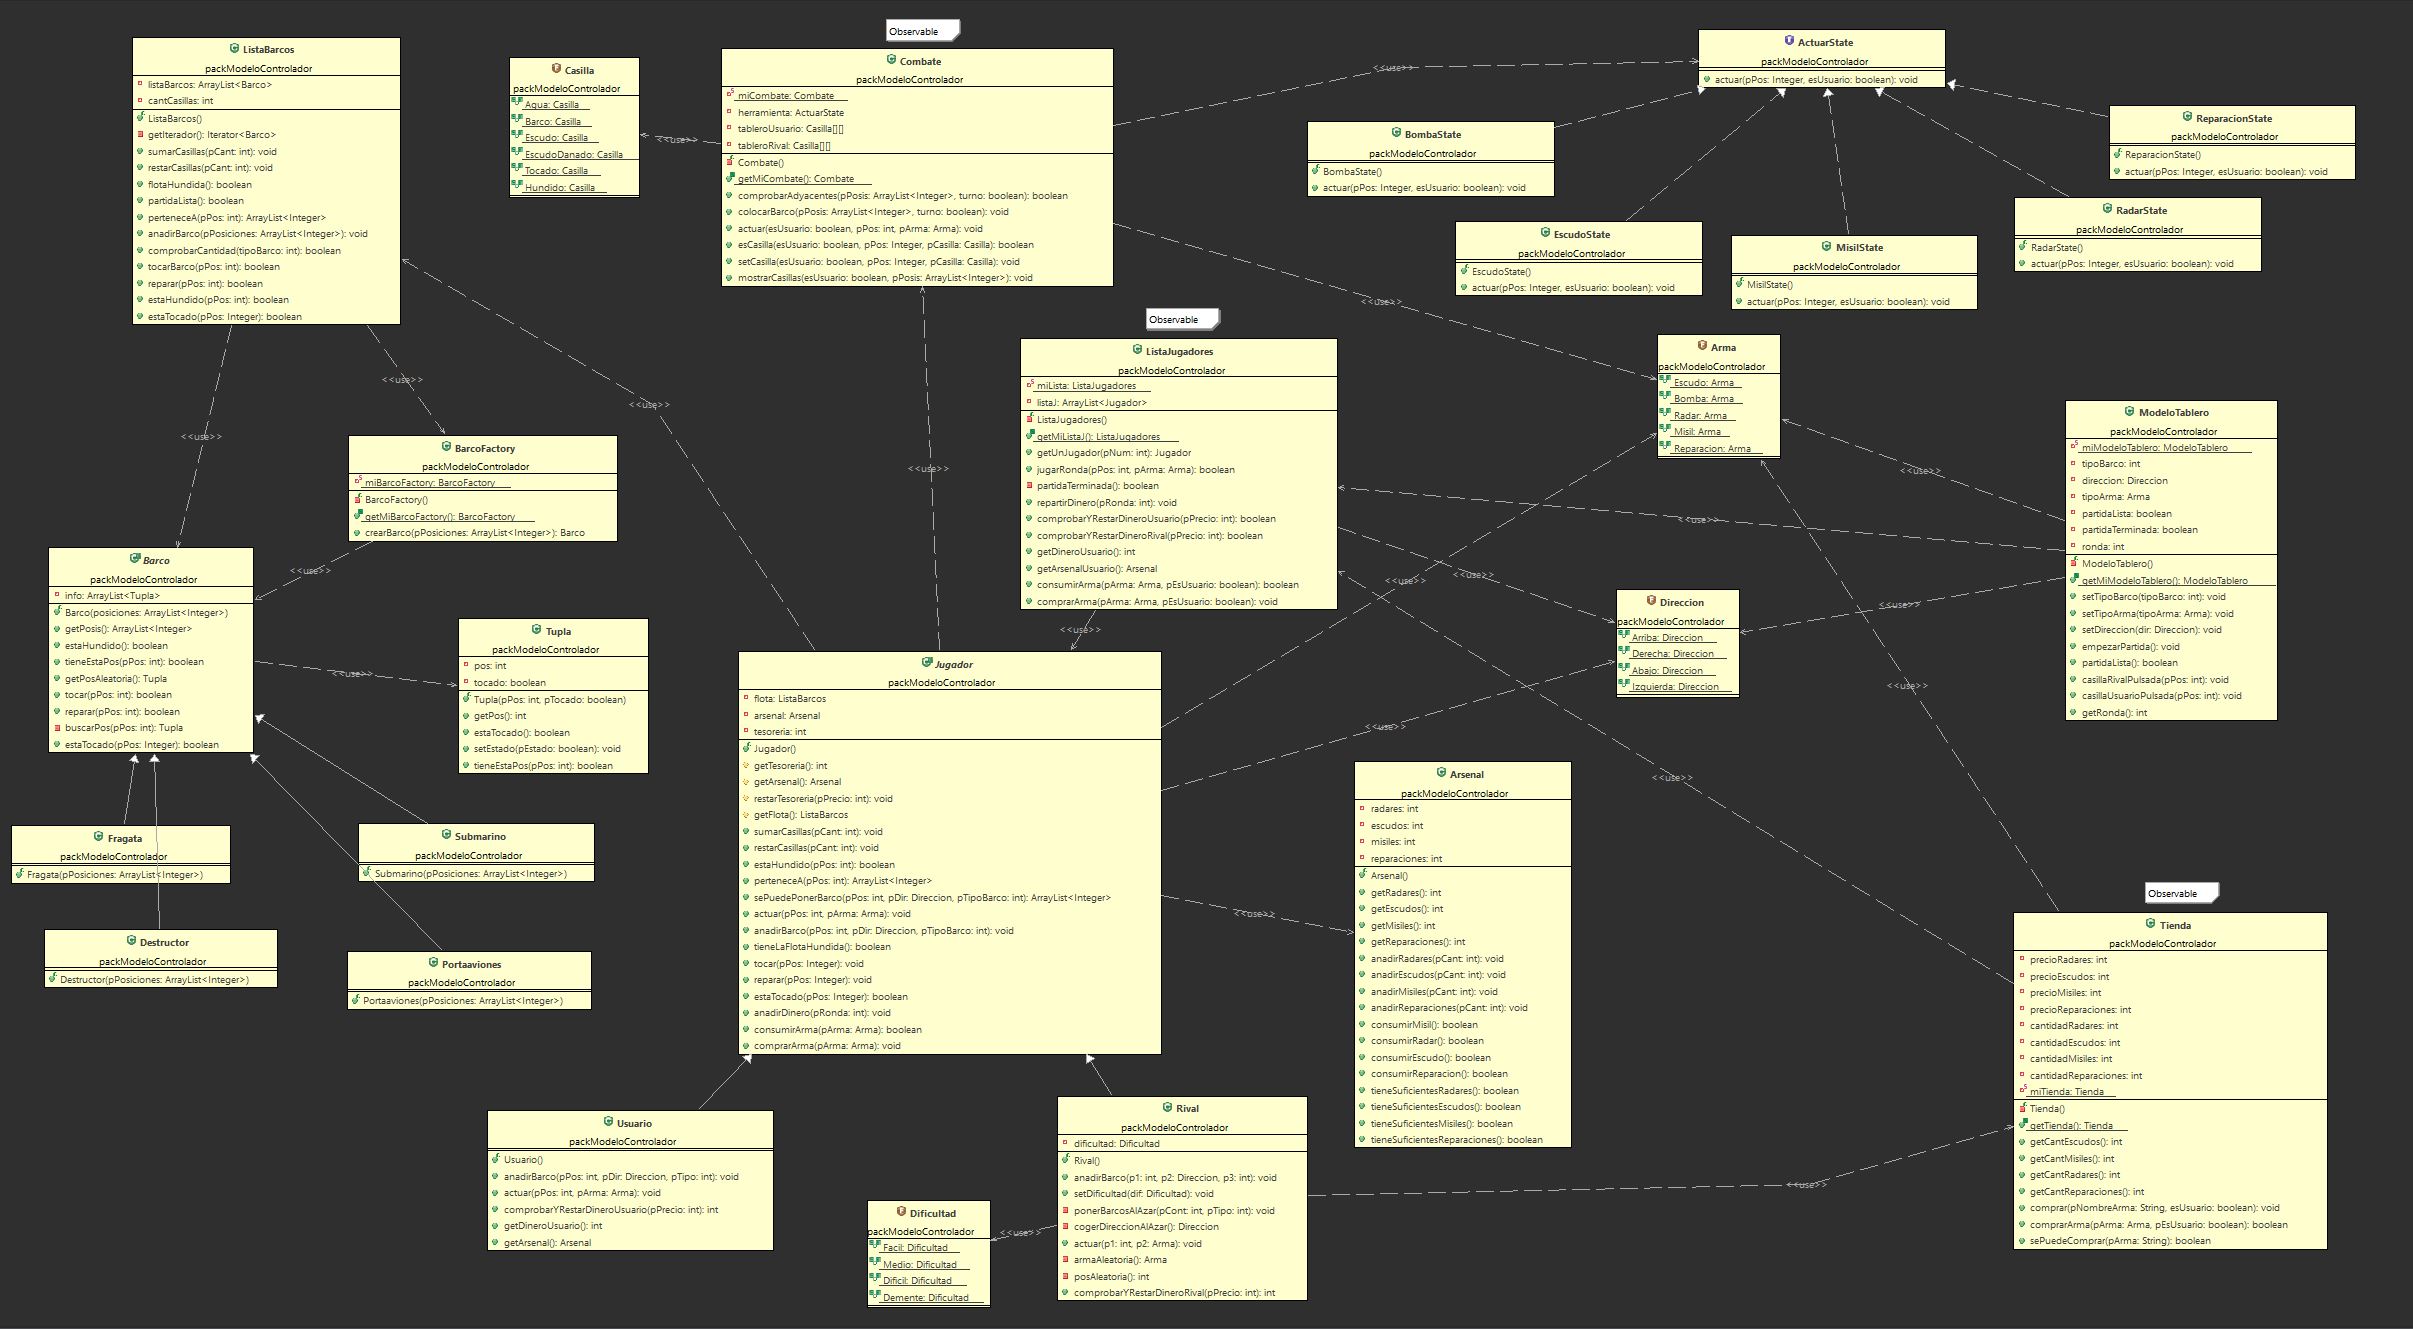 ListaBarcos
packModeloControlador
listaBarcos: ArrayList<Barco>
cantCasillas: int
ListaBarcos()
getIterador(): Iterator<Barco>
sumarCasillas(pCant: int): void
restarCasillas(pCant: int): void
flotaHundida(): boolean
partidaLista(): boolean
perteneceA(pPos: int): ArrayList<Integer>
anadirBarco(pPosiciones: ArrayList<Integer>): void
comprobarCantidad(tipoBarco: int): boolean
tocarBarco(pPos: int): boolean
reparar(pPos: int): boolean
estaHundido(pPos: int): boolean
estaTocado(pPos: Integer): boolean
Casilla
packModeloControlador
Agua: Casilla
Barco: Casilla
Escudo: Casilla
EscudoDanado: Casilla
Tocado: Casilla
Hundido: Casilla
<<use>>
Observable
Combate
packModeloControlador
miCombate: Combate
herramienta: ActuarState
tableroUsuario: Casilla[][]
tableroRival: Casilla[][]
Combate()
getMiCombate(): Combate
comprobarAdyacentes(pPosis: ArrayList<Integer>, turno: boolean): boolean
colocarBarco(pPosis: ArrayList<Integer>, turno: boolean): void
actuar(esUsuario: boolean, pPos: int, pArma: Arma): void
esCasilla(esUsuario: boolean, pPos: Integer, pCasilla: Casilla): boolean
setCasilla(esUsuario: boolean, pPos: Integer, pCasilla: Casilla): void
mostrarCasillas(esUsuario: boolean, pPosis: ArrayList<Integer>): void
<<use>>
ActuarState
packModeloControlador
actuar(pPos: Integer, esUsuario: boolean): void
BombaState
packModeloControlador
BombaState()
actuar(pPos: Integer, esUsuario: boolean): void
ReparacionState
packModeloControlador
ReparacionState()
actuar(pPos: Integer, esUsuario: boolean): void
EscudoState
packModeloControlador
EscudoState()
actuar(pPos: Integer, esUsuario: boolean): void
MisilState
packModeloControlador
MisilState()
actuar(pPos: Integer, esUsuario: boolean): void
RadarState
packModeloControlador
RadarState()
actuar(pPos: Integer, esUsuario: boolean): void
<<use>>
Observable
ListaJugadores
packModeloControlador
miLista: ListaJugadores
listaJ: ArrayList<Jugador>
ListaJugadores()
getMiListaJ(): ListaJugadores
getUnJugador(pNum: int): Jugador
jugarRonda(pPos: int, pArma: Arma): boolean
partidaTerminada(): boolean
repartirDinero(pRonda: int): void
comprobarYRestarDineroUsuario(pPrecio: int): boolean
comprobarYRestarDineroRival(pPrecio: int): boolean
getDineroUsuario(): int
getArsenalUsuario(): Arsenal
consumirArma(pArma: Arma, pEsUsuario: boolean): boolean
comprarArma(pArma: Arma, pEsUsuario: boolean): void
Arma
packModeloControlador
Escudo: Arma
Bomba: Arma
Radar: Arma
Misil: Arma
Reparacion: Arma
ModeloTablero
packModeloControlador
miModeloTablero: ModeloTablero
tipoBarco: int
direccion: Direccion
tipoArma: Arma
partidaLista: boolean
partidaTerminada: boolean
ronda: int
ModeloTablero()
getMiModeloTablero(): ModeloTablero
setTipoBarco(tipoBarco: int): void
setTipoArma(tipoArma: Arma): void
setDireccion(dir: Direccion): void
empezarPartida(): void
partidaLista(): boolean
casillaRivalPulsada(pPos: int): void
casillaUsuarioPulsada(pPos: int): void
getRonda(): int
<<use>>
<<use>>
<<use>>
<<use>>
<<use>>
<<use>>
BarcoFactory
packModeloControlador
miBarcoFactory: BarcoFactory
BarcoFactory()
getMiBarcoFactory(): BarcoFactory
crearBarco(pPosiciones: ArrayList<Integer>): Barco
<<use>>
Barco
packModeloControlador
info: ArrayList<Tupla>
Barco(posiciones: ArrayList<Integer>)
getPosis(): ArrayList<Integer>
estaHundido(): boolean
tieneEstaPos(pPos: int): boolean
getPosAleatoria(): Tupla
tocar(pPos: int): boolean
reparar(pPos: int): boolean
buscarPos(pPos: int): Tupla
estaTocado(pPos: Integer): boolean
<<use>>
Tupla
packModeloControlador
pos: int
tocado: boolean
Tupla(pPos: int, pTocado: boolean)
getPos(): int
estaTocado(): boolean
setEstado(pEstado: boolean): void
tieneEstaPos(pPos: int): boolean
<<use>>
<<use>>
<<use>>
<<use>>
Direccion
packModeloControlador
Arriba: Direccion
Derecha: Direccion
Abajo: Direccion
Izquierda: Direccion
<<use>>
<<use>>
<<use>>
Jugador
packModeloControlador
flota: ListaBarcos
arsenal: Arsenal
tesoreria: int
Jugador()
getTesoreria(): int
getArsenal(): Arsenal
restarTesoreria(pPrecio: int): void
getFlota(): ListaBarcos
sumarCasillas(pCant: int): void
restarCasillas(pCant: int): void
estaHundido(pPos: int): boolean
perteneceA(pPos: int): ArrayList<Integer>
sePuedePonerBarco(pPos: int, pDir: Direccion, pTipoBarco: int): ArrayList<Integer>
actuar(pPos: int, pArma: Arma): void
anadirBarco(pPos: int, pDir: Direccion, pTipoBarco: int): void
tieneLaFlotaHundida(): boolean
tocar(pPos: Integer): void
reparar(pPos: Integer): void
estaTocado(pPos: Integer): boolean
anadirDinero(pRonda: int): void
consumirArma(pArma: Arma): boolean
comprarArma(pArma: Arma): void
<<use>>
Arsenal
packModeloControlador
radares: int
escudos: int
misiles: int
reparaciones: int
Arsenal()
getRadares(): int
getEscudos(): int
getMisiles(): int
getReparaciones(): int
anadirRadares(pCant: int): void
anadirEscudos(pCant: int): void
anadirMisiles(pCant: int): void
anadirReparaciones(pCant: int): void
consumirMisil(): boolean
consumirRadar(): boolean
consumirEscudo(): boolean
consumirReparacion(): boolean
tieneSuficientesRadares(): boolean
tieneSuficientesEscudos(): boolean
tieneSuficientesMisiles(): boolean
tieneSuficientesReparaciones(): boolean
Fragata
packModeloControlador
Fragata(pPosiciones: ArrayList<Integer>)
Submarino
packModeloControlador
Submarino(pPosiciones: ArrayList<Integer>)
Destructor
packModeloControlador
Destructor(pPosiciones: ArrayList<Integer>)
Portaaviones
packModeloControlador
Portaaviones(pPosiciones: ArrayList<Integer>)
Observable
Tienda
packModeloControlador
precioRadares: int
precioEscudos: int
precioMisiles: int
precioReparaciones: int
cantidadRadares: int
cantidadEscudos: int
cantidadMisiles: int
cantidadReparaciones: int
miTienda: Tienda
Tienda()
getTienda(): Tienda
getCantEscudos(): int
getCantMisiles(): int
getCantRadares(): int
getCantReparaciones(): int
comprar(pNombreArma: String, esUsuario: boolean): void
comprarArma(pArma: Arma, pEsUsuario: boolean): boolean
sePuedeComprar(pArma: String): boolean
Usuario
packModeloControlador
Usuario()
anadirBarco(pPos: int, pDir: Direccion, pTipo: int): void
actuar(pPos: int, pArma: Arma): void
comprobarYRestarDineroUsuario(pPrecio: int): int
getDineroUsuario(): int
getArsenal(): Arsenal
Rival
packModeloControlador
dificultad: Dificultad
Rival()
anadirBarco(p1: int, p2: Direccion, p3: int): void
setDificultad(dif: Dificultad): void
ponerBarcosAlAzar(pCont: int, pTipo: int): void
cogerDireccionAlAzar(): Direccion
actuar(p1: int, p2: Arma): void
armaAleatoria(): Arma
posAleatoria(): int
comprobarYRestarDineroRival(pPrecio: int): int
<<use>>
Dificultad
packModeloControlador
Facil: Dificultad
Medio: Dificultad
Dificil: Dificultad
Demente: Dificultad
<<use>>